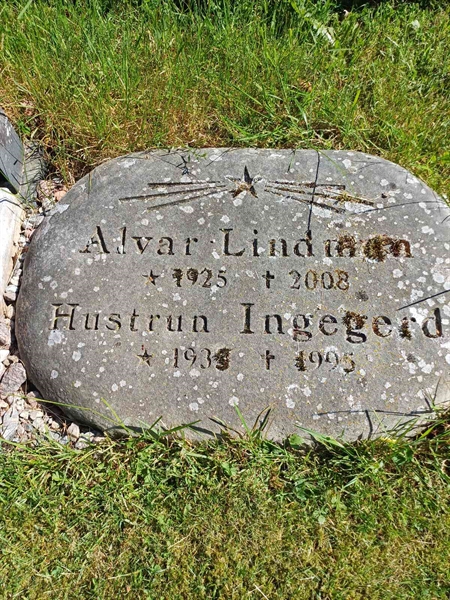 Alvar Lindman
★ 1925 ✝ 2008
Hustrun Ingegerd
★ 1933 ✝ 1995